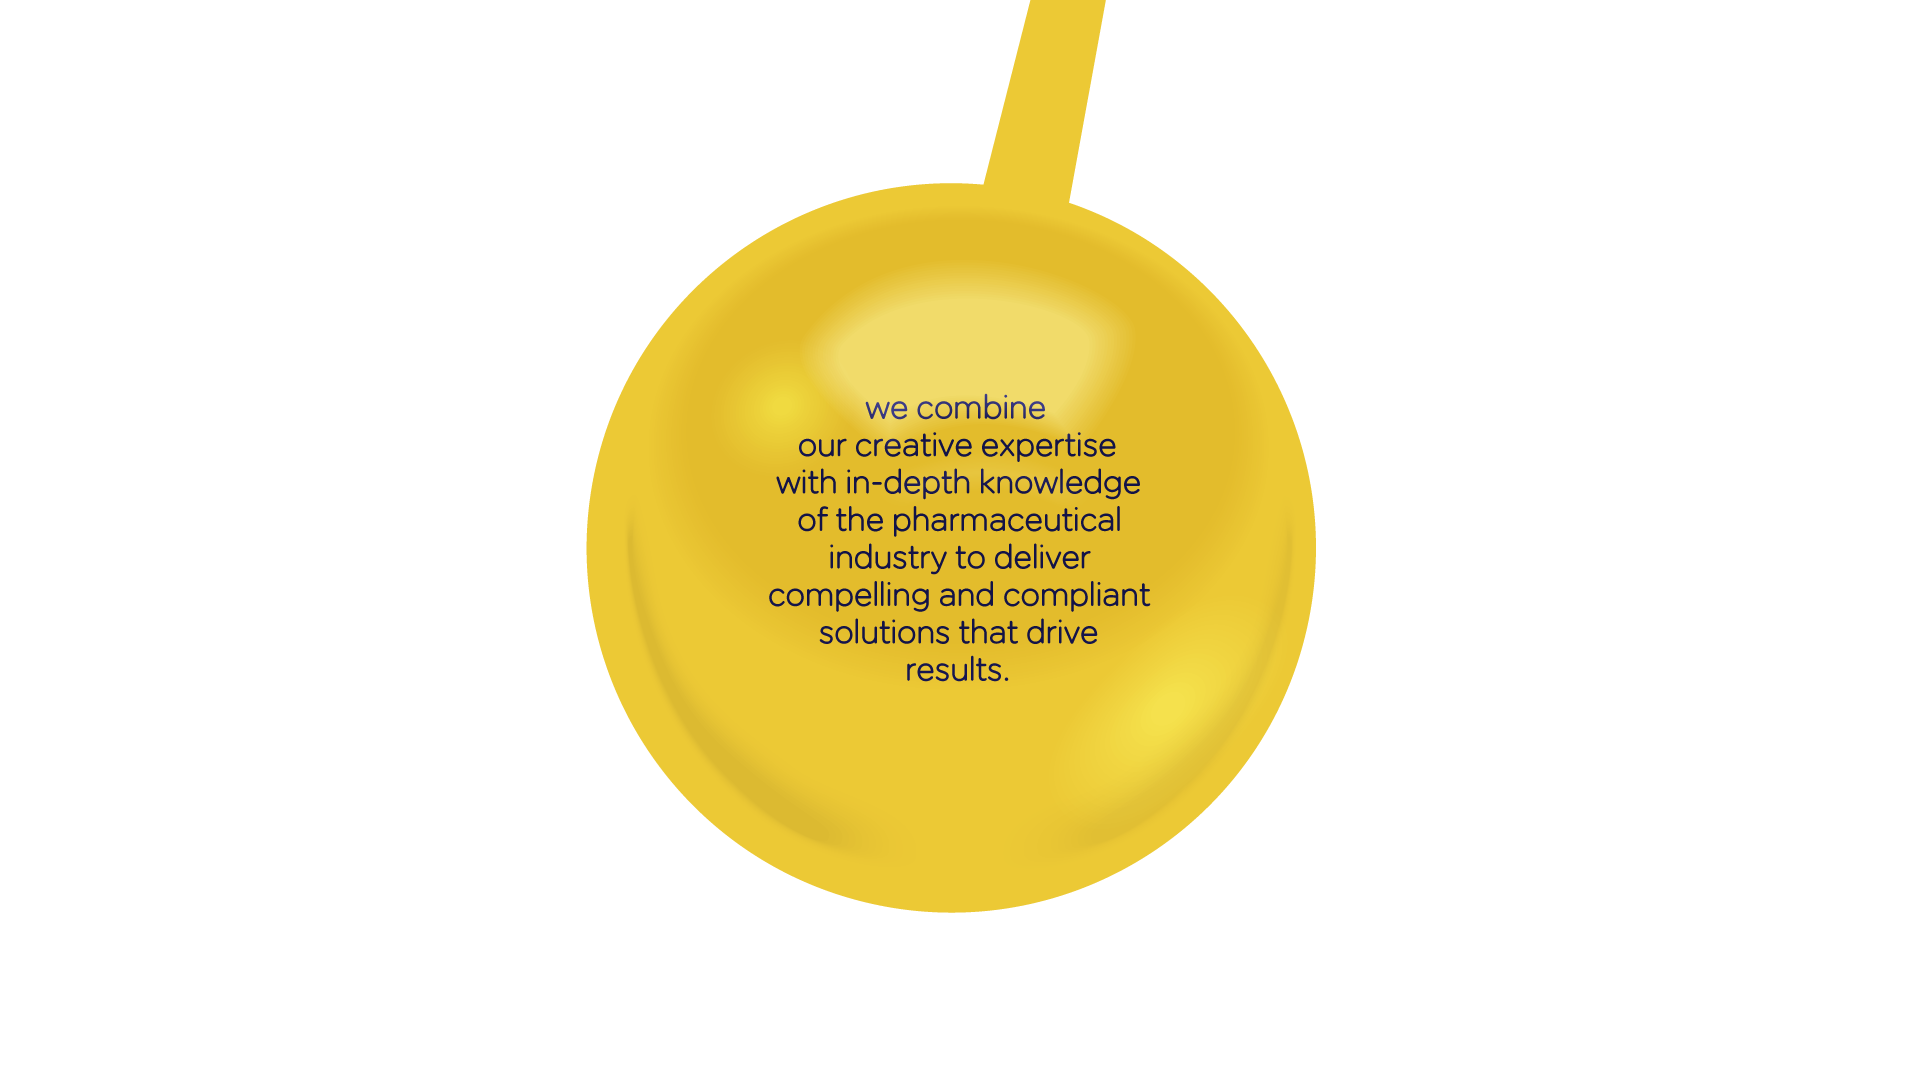 we combine
our creative expertise
with in-depth knowledge
of the pharmaceutical
industry to deliver
compelling and compliant
solutions that drive
results.